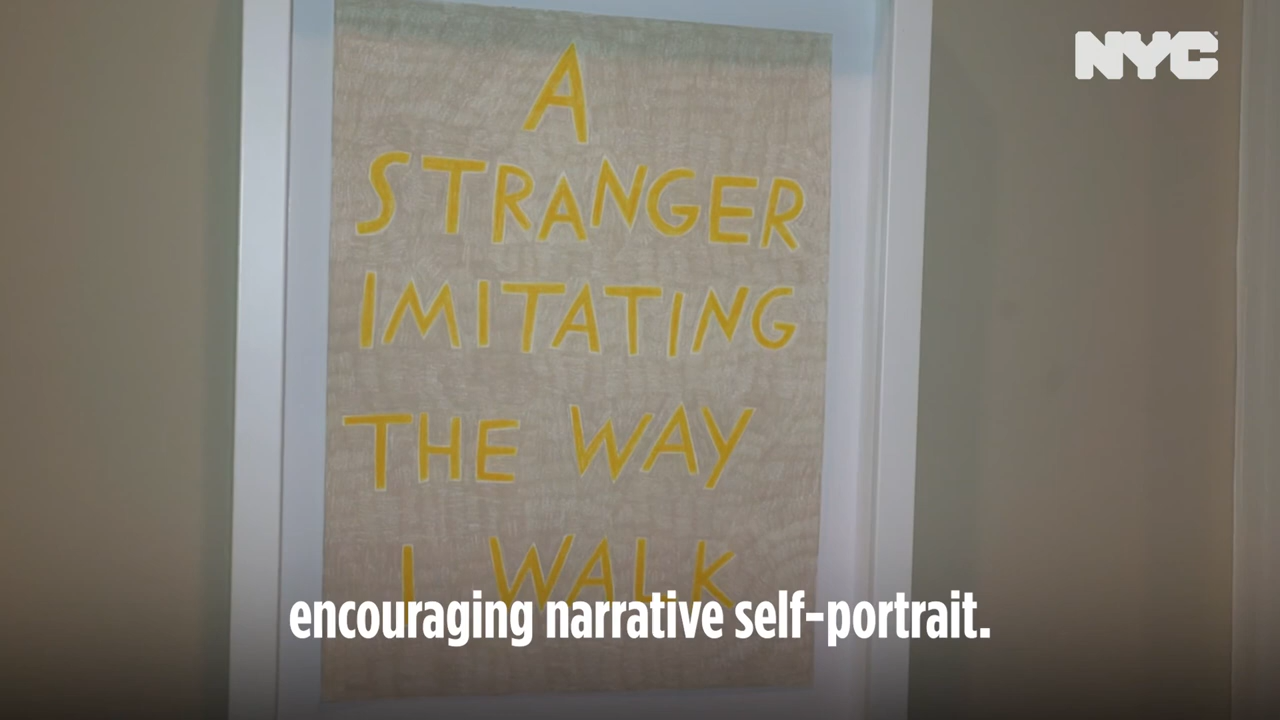 NYC
A
STRANGER
IMITATING
THE WAY
I WALK
encouraging narrative self-portrait.